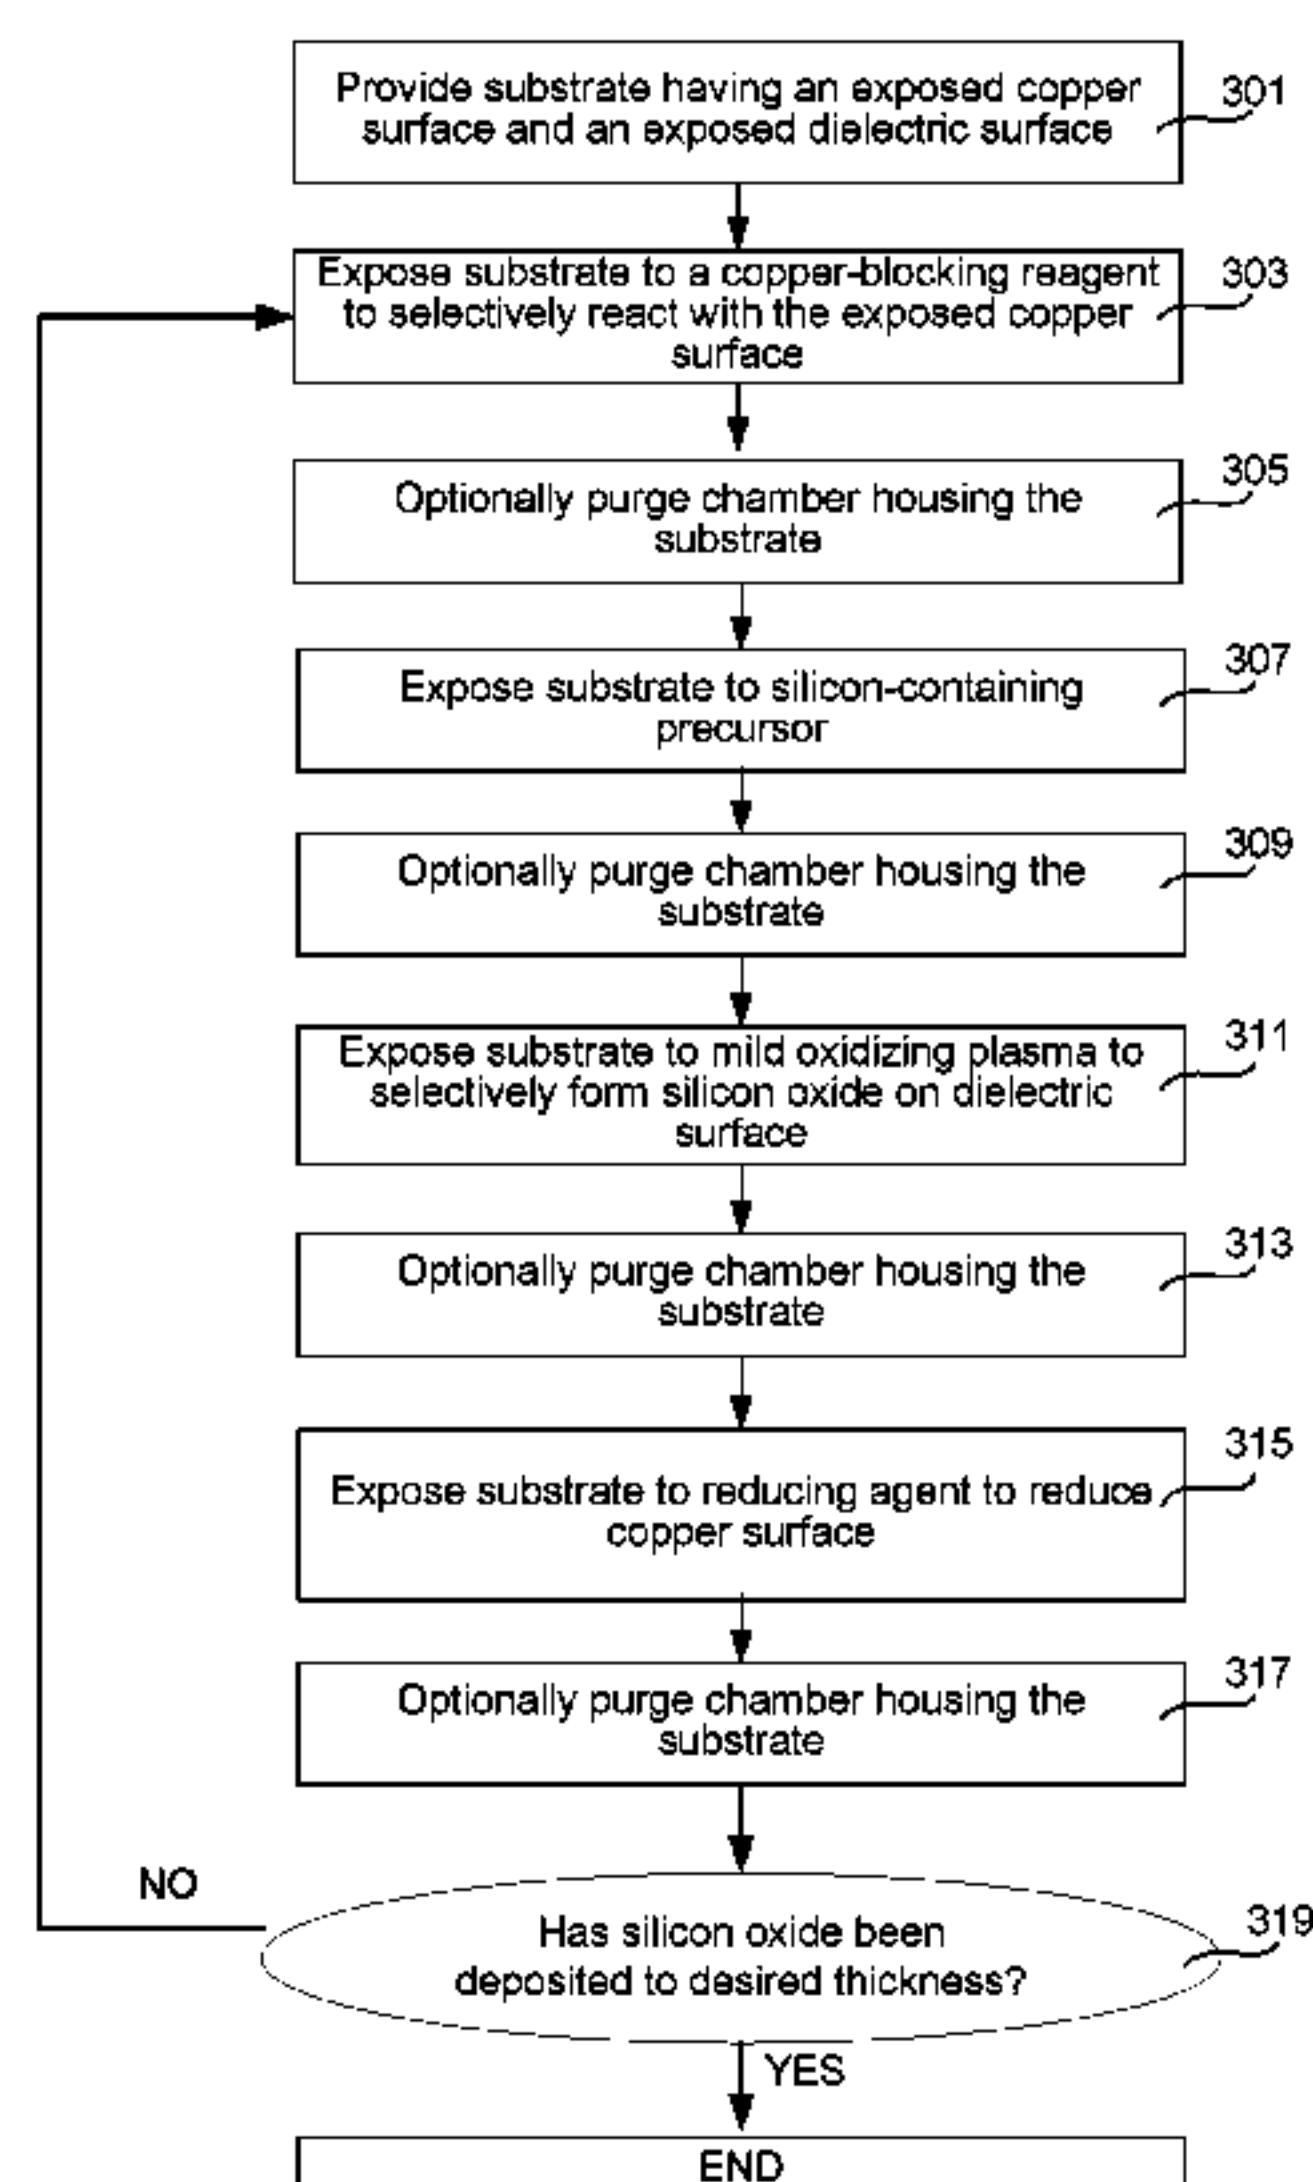 Provide substrate having an exposed copper
surface and an exposed dielectric surface
301
Expose substrate to a copper-blocking reagent
to selectively react with the exposed copper
surface
303
Optionally purge chamber housing the
substrate
305
Expose substrate to silicon-containing
precursor
307
Optionally purge chamber housing the
substrate
309
Expose substrate to mild oxidizing plasma to
selectively form silicon oxide on dielectric
surface
311
Optionally purge chamber housing the
substrate
313
Expose substrate to reducing agent to reduce
copper surface
315
Optionally purge chamber housing the
substrate
317
NO
Has silicon oxide been
deposited to desired thickness?
319
YES
END